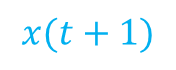 x(t + 1)